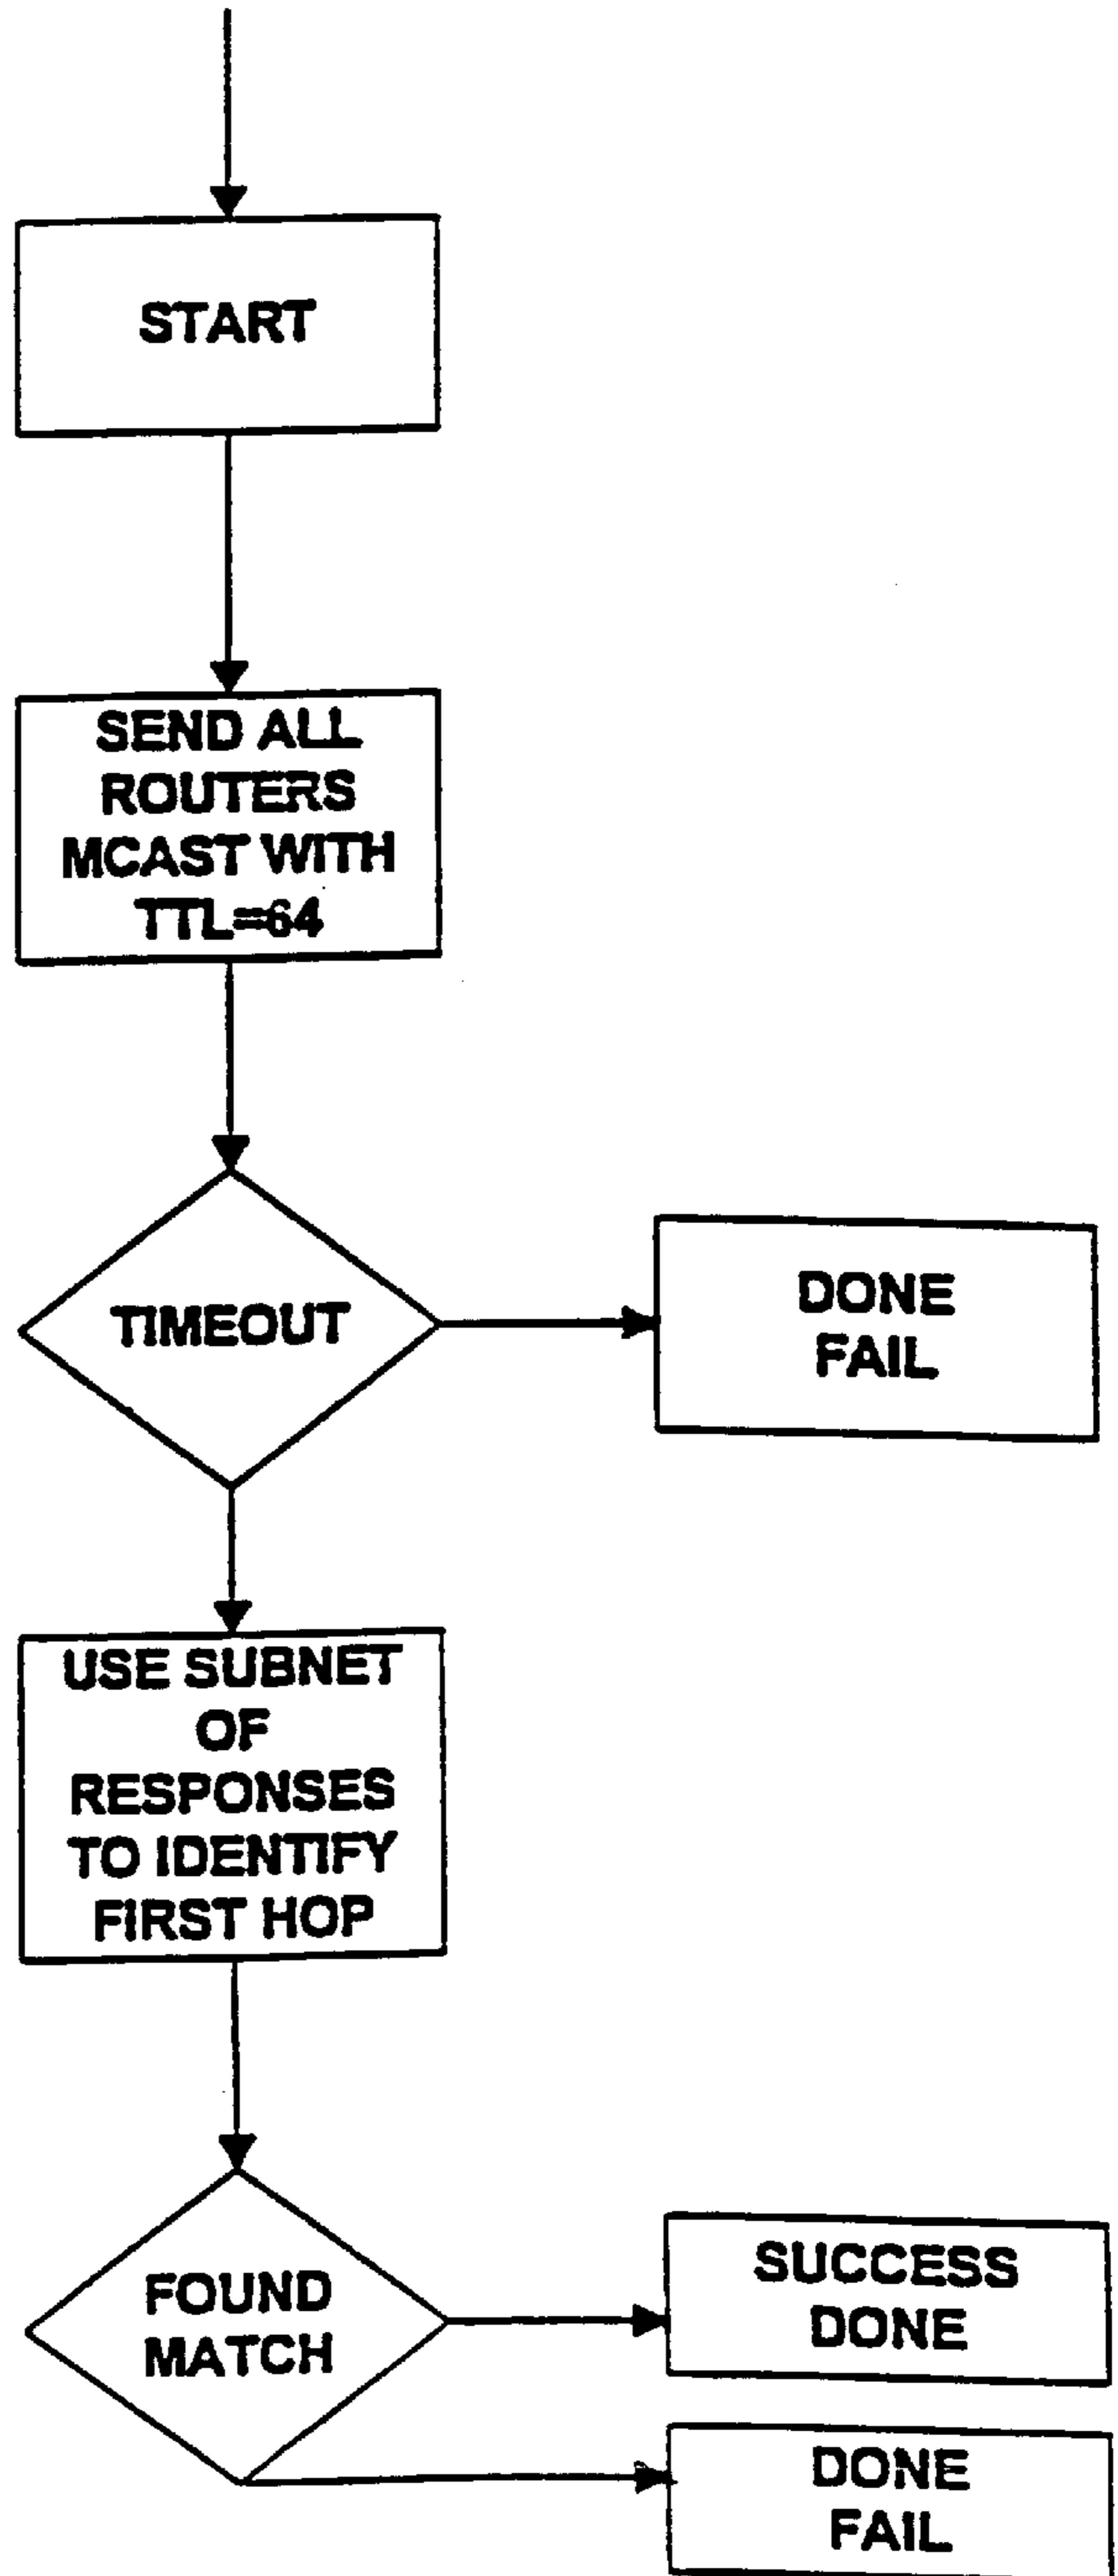 START
SEND ALL
ROUTERS
MCAST WITH
TTL=64
TIMEOUT
DONE
FAIL
USE SUBNET
OF
RESPONSES
TO IDENTIFY
FIRST HOP
FOUND
MATCH
SUCCESS
DONE
DONE
FAIL